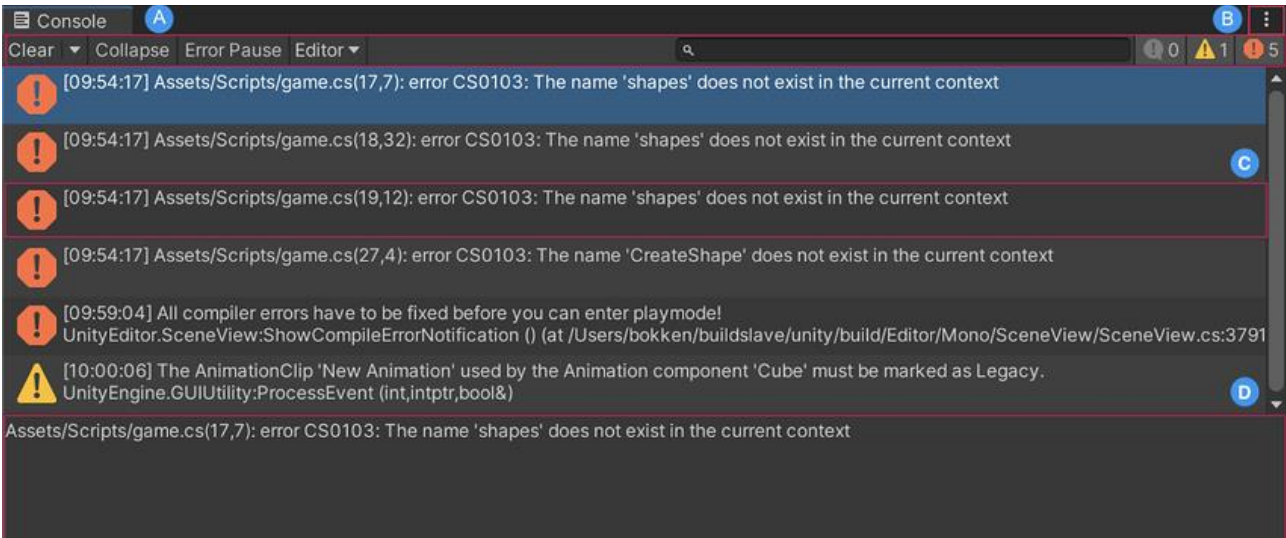 Console A B
Clear Collapse Error Pause Editor 0 1 5
[09:54:17] Assets/Scripts/game.cs(17,7): error CS0103: The name 'shapes' does not exist in the current context
[09:54:17] Assets/Scripts/game.cs(18,32): error CS0103: The name 'shapes' does not exist in the current context
C
[09:54:17] Assets/Scripts/game.cs(19,12): error CS0103: The name 'shapes' does not exist in the current context
[09:54:17] Assets/Scripts/game.cs(27,4): error CS0103: The name 'CreateShape' does not exist in the current context
[09:59:04] All compiler errors have to be fixed before you can enter playmode!
UnityEditor.SceneView:ShowCompileErrorNotification () (at /Users/bokken/buildslave/unity/build/Editor/Mono/SceneView/SceneView.cs:3791
[10:00:06] The AnimationClip 'New Animation' used by the Animation component 'Cube' must be marked as Legacy.
UnityEngine.GUIUtility:ProcessEvent (int,intptr,bool&)
D
Assets/Scripts/game.cs(17,7): error CS0103: The name 'shapes' does not exist in the current context